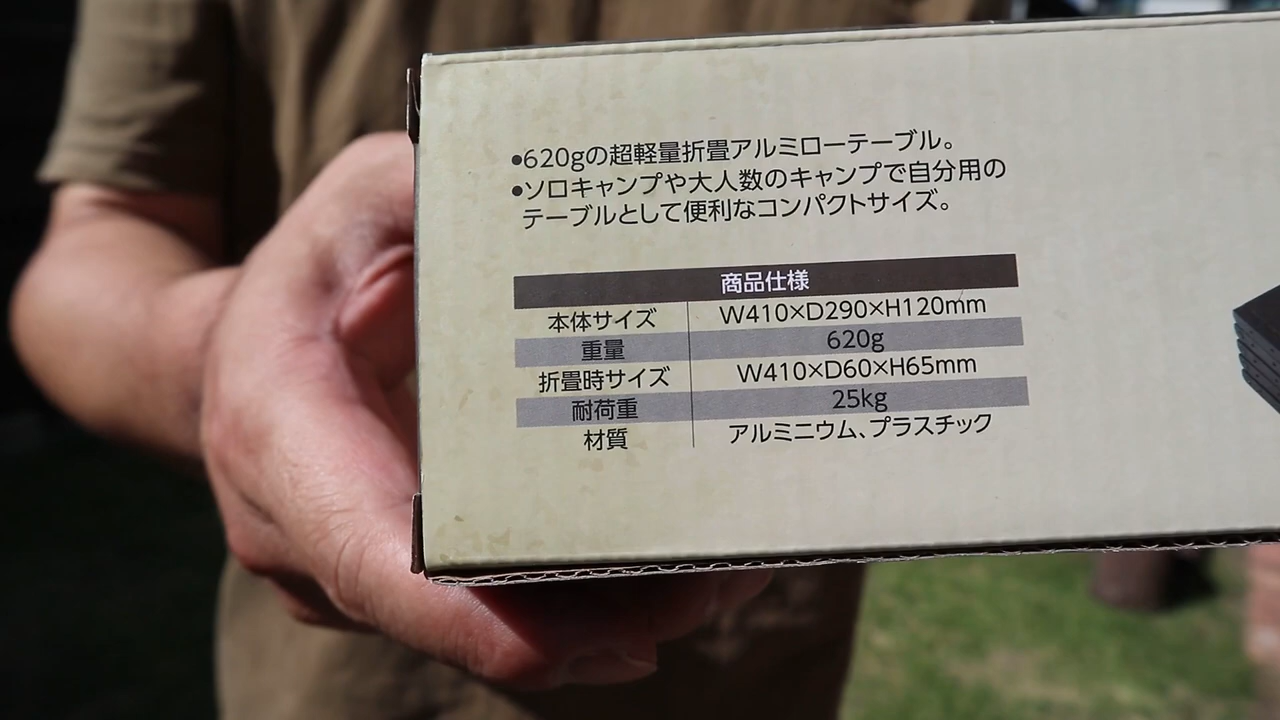 ●620gの超軽量折畳アルミローテーブル。
●ソロキャンプや大人数のキャンプで自分用の
テーブルとして便利なコンパクトサイズ。
商品仕様
本体サイズ W410×D290×H120mm
重量 620g
折畳時サイズ W410×D60×H65mm
耐荷重 25kg
材質 アルミニウム、プラスチック